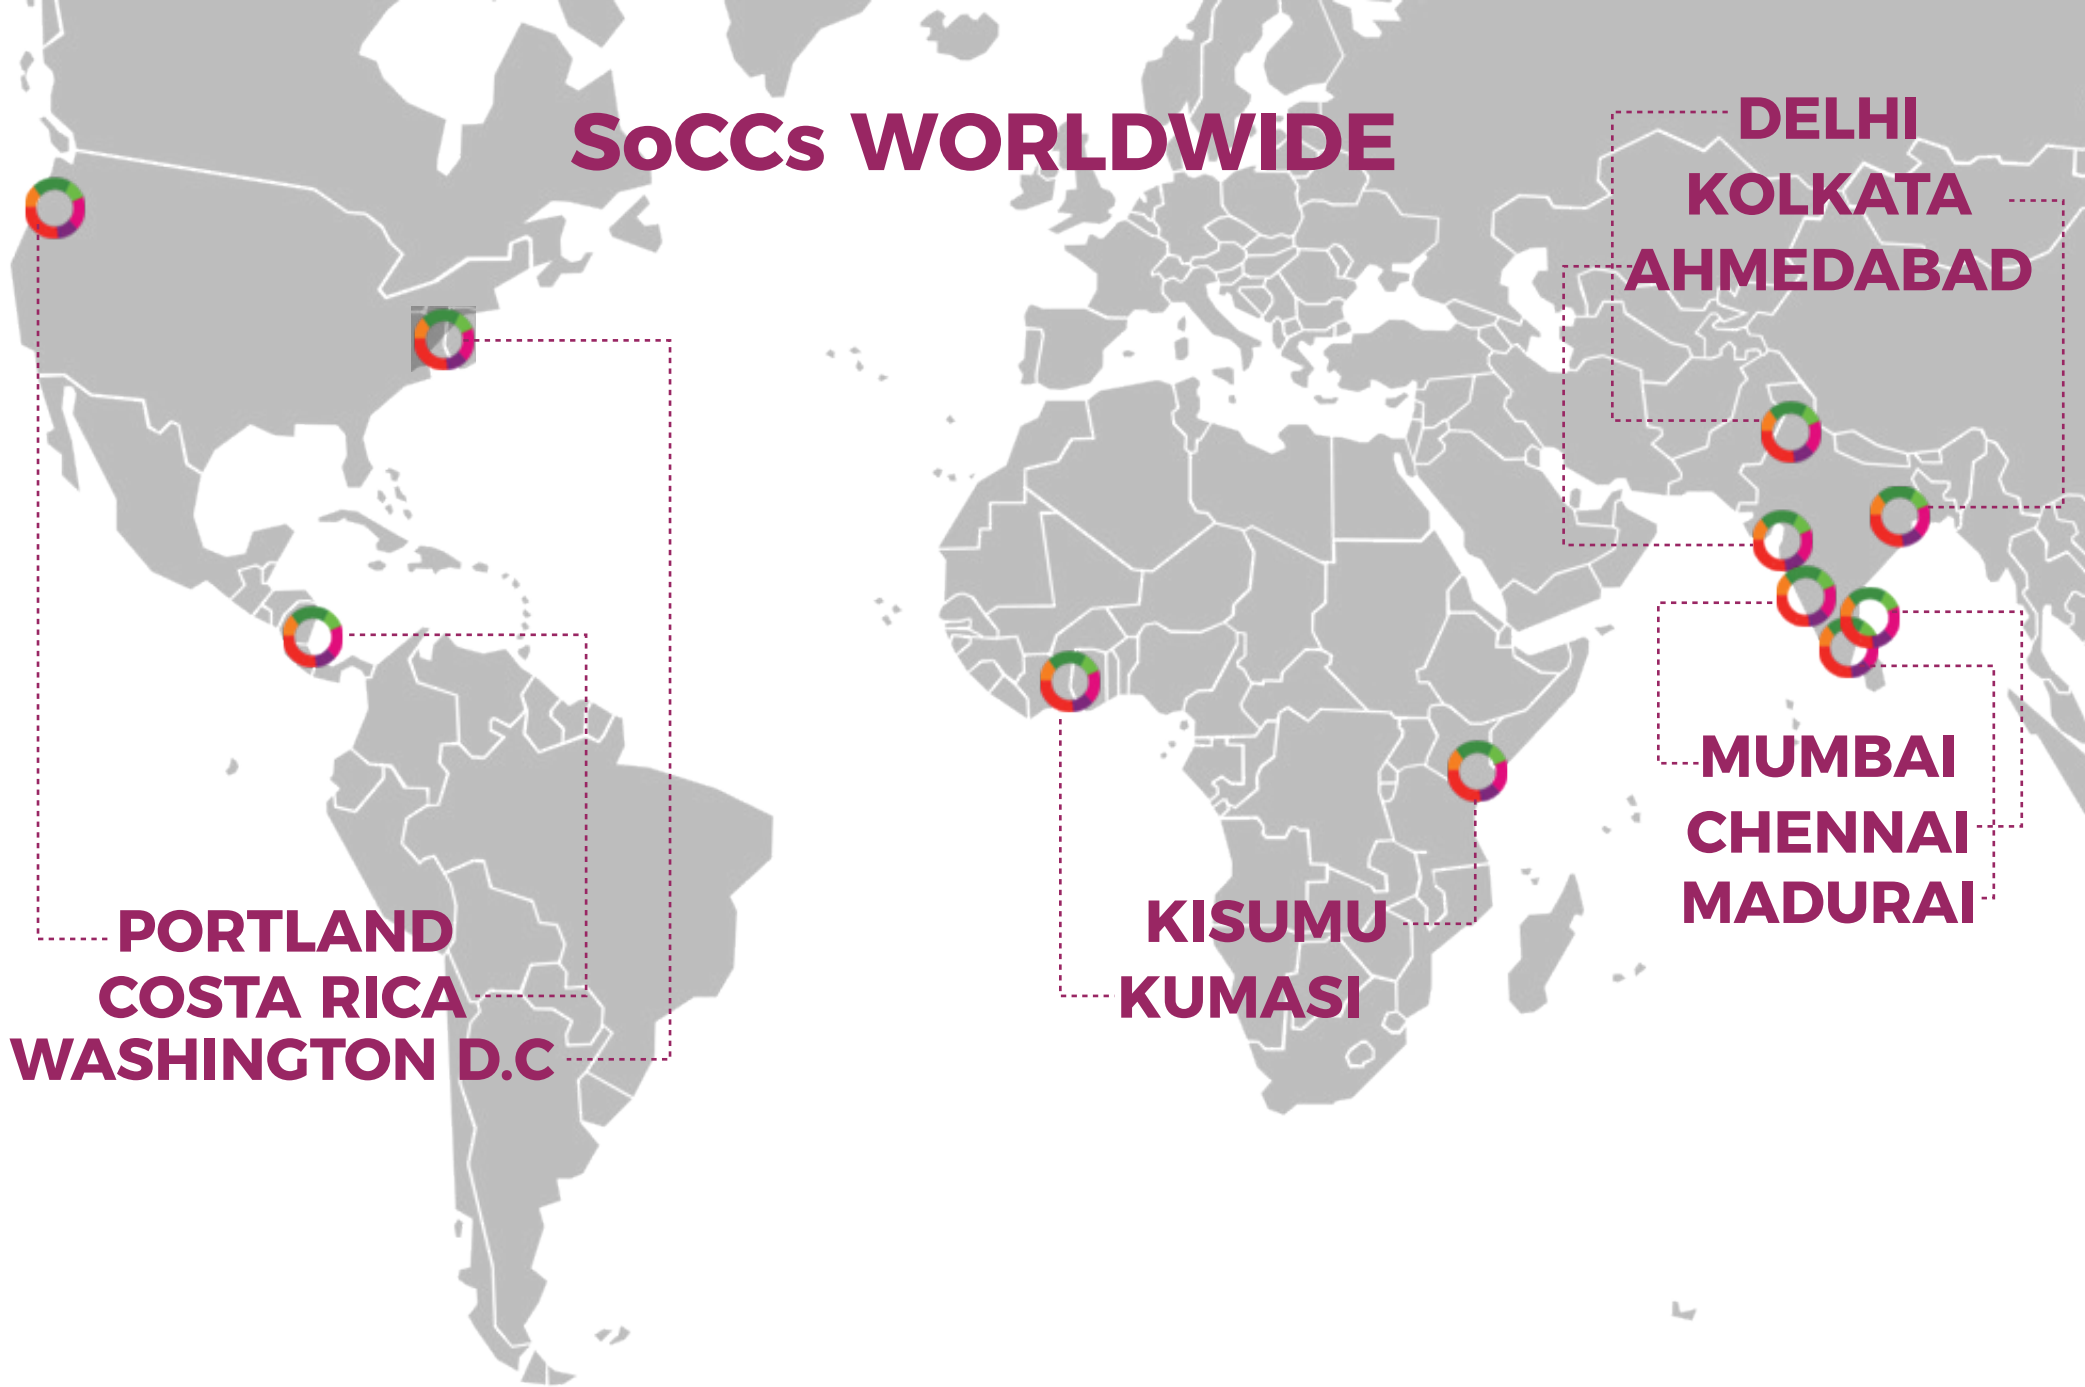 SoCCs WORLDWIDE
DELHI
KOLKATA
AHMEDABAD
MUMBAI
CHENNAI
MADURAI
KISUMU
KUMASI
PORTLAND
COSTA RICA
WASHINGTON D.C